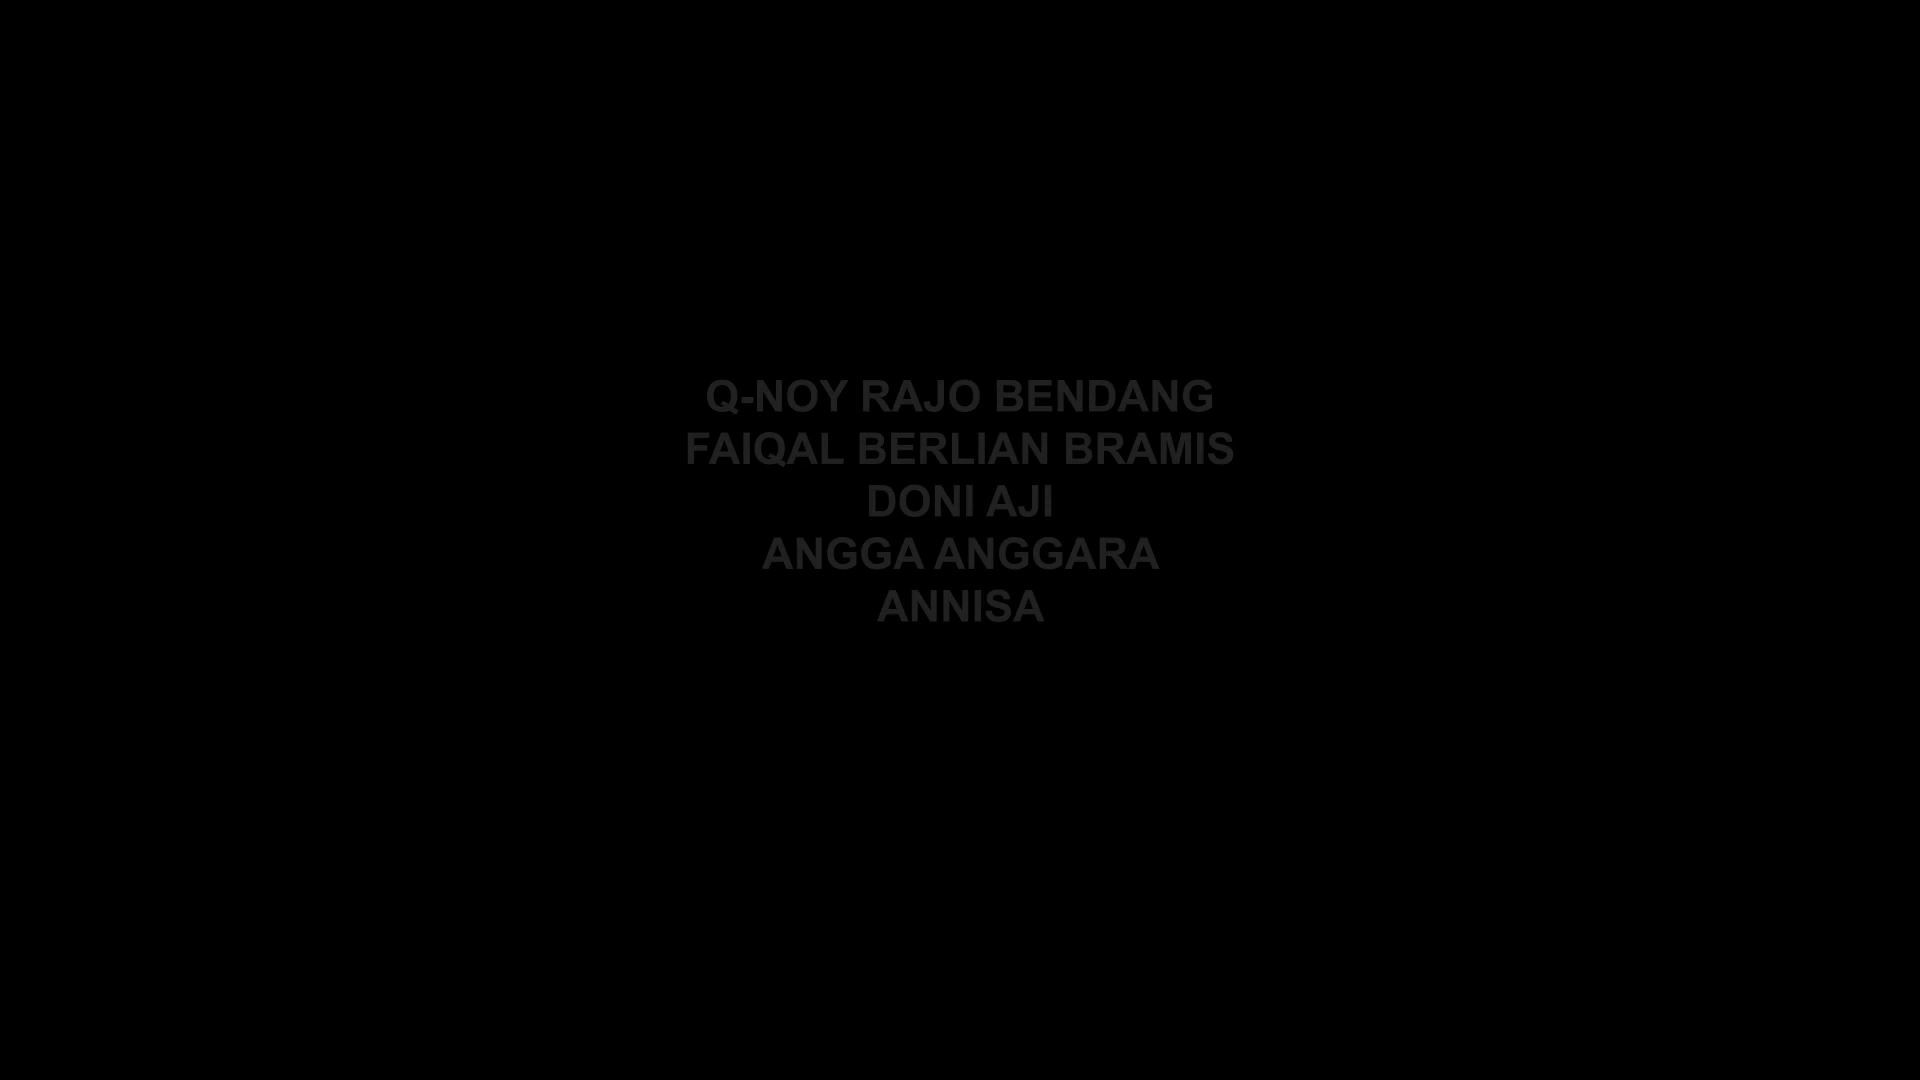 Q-NOY RAJO BENDANG
FAIQAL BERLIAN BRAMIS
DONI AJI
ANGGA ANGGARA
ANNISA